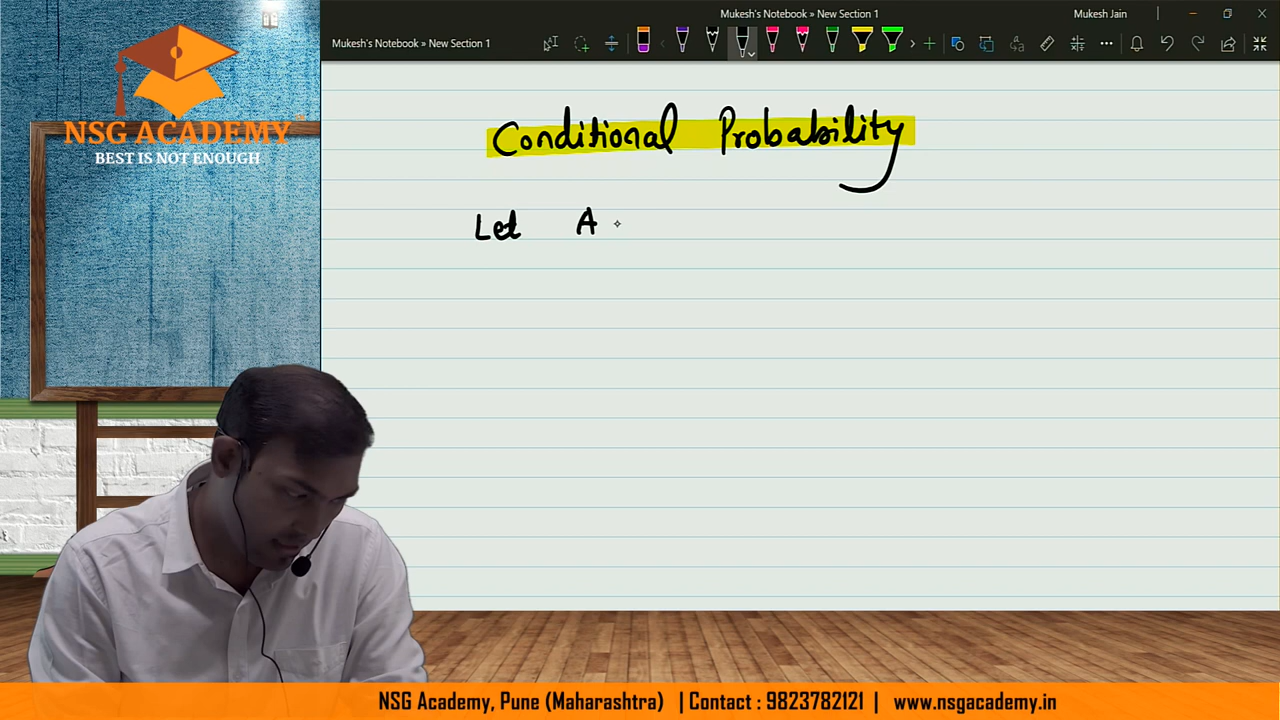 NSG ACADEMY
BEST IS NOT ENOUGH
Mukesh's Notebook » New Section 1
Mukesh Jain
Mukesh's Notebook » New Section 1
Conditional Probability
Let A
NSG Academy, Pune (Maharashtra) | Contact : 9823782121 | www.nsgacademy.in